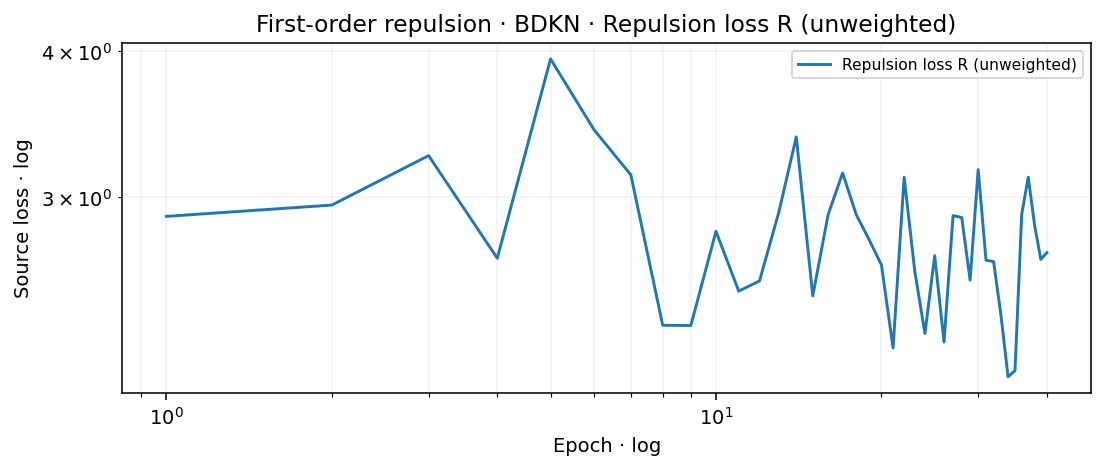 First-order repulsion · BDKN · Repulsion loss R (unweighted)
4 × 10⁰
3 × 10⁰
Source loss · log
Repulsion loss R (unweighted)
10⁰
10¹
Epoch · log